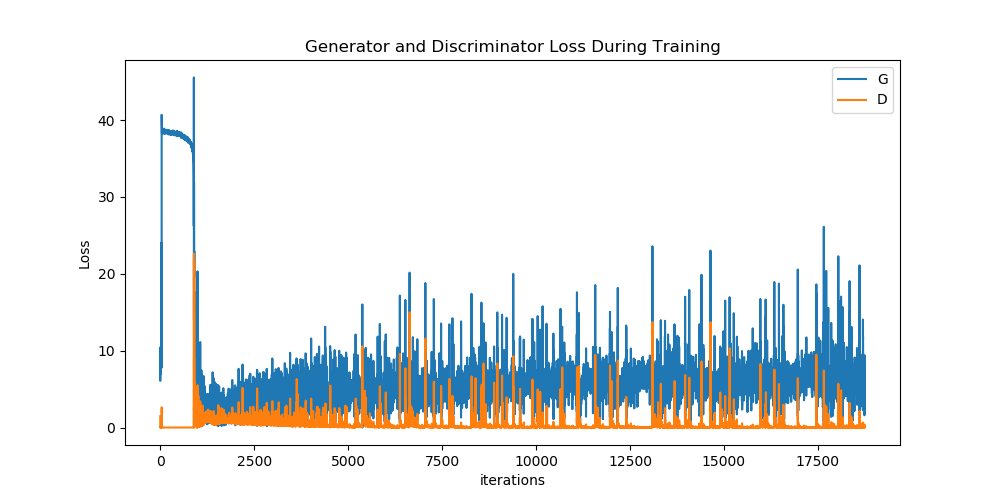 Generator and Discriminator Loss During Training
G
D
40
30
20
10
0
Loss
0 2500 5000 7500 10000 12500 15000 17500
iterations